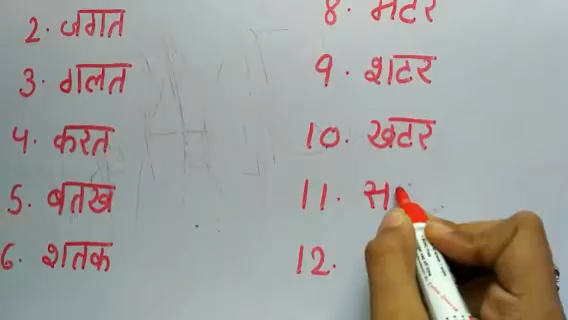 2. जगत
3. गलत
4. करत
5. बतख
6. शतक
8. मटर
9. शटर
10. खटर
11. स
12.